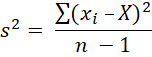 s² = ∑(xᵢ – X)² / n – 1